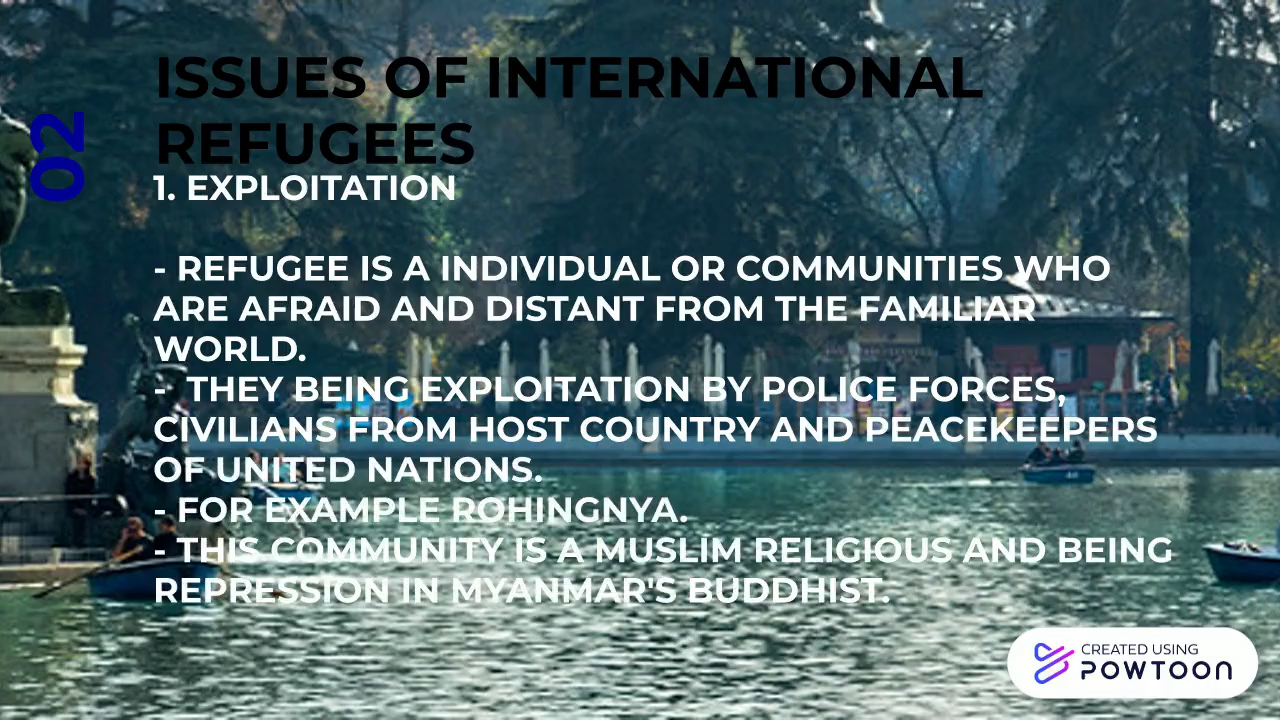 ISSUES OF INTERNATIONAL
REFUGEES
02
1. EXPLOITATION
- REFUGEE IS A INDIVIDUAL OR COMMUNITIES WHO
ARE AFRAID AND DISTANT FROM THE FAMILIAR
WORLD.
- THEY BEING EXPLOITATION BY POLICE FORCES,
CIVILIANS FROM HOST COUNTRY AND PEACEKEEPERS
OF UNITED NATIONS.
- FOR EXAMPLE ROHINGNYA.
- THIS COMMUNITY IS A MUSLIM RELIGIOUS AND BEING
REPRESSION IN MYANMAR'S BUDDHIST.
CREATED USING
POWTOON